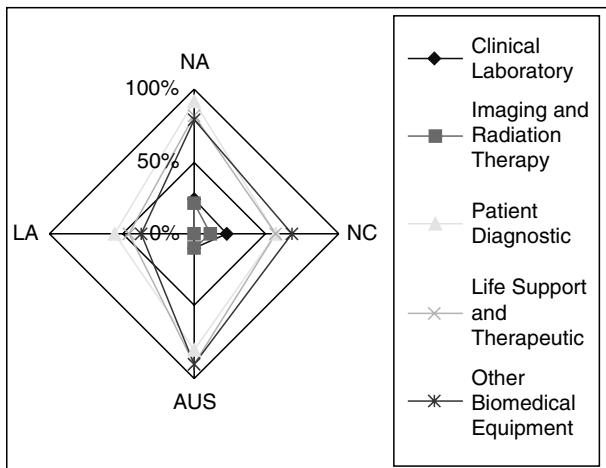 NA
100%
50%
0%
LA
NC
AUS
Clinical
Laboratory
Imaging and
Radiation
Therapy
Patient
Diagnostic
Life Support
and
Therapeutic
Other
Biomedical
Equipment